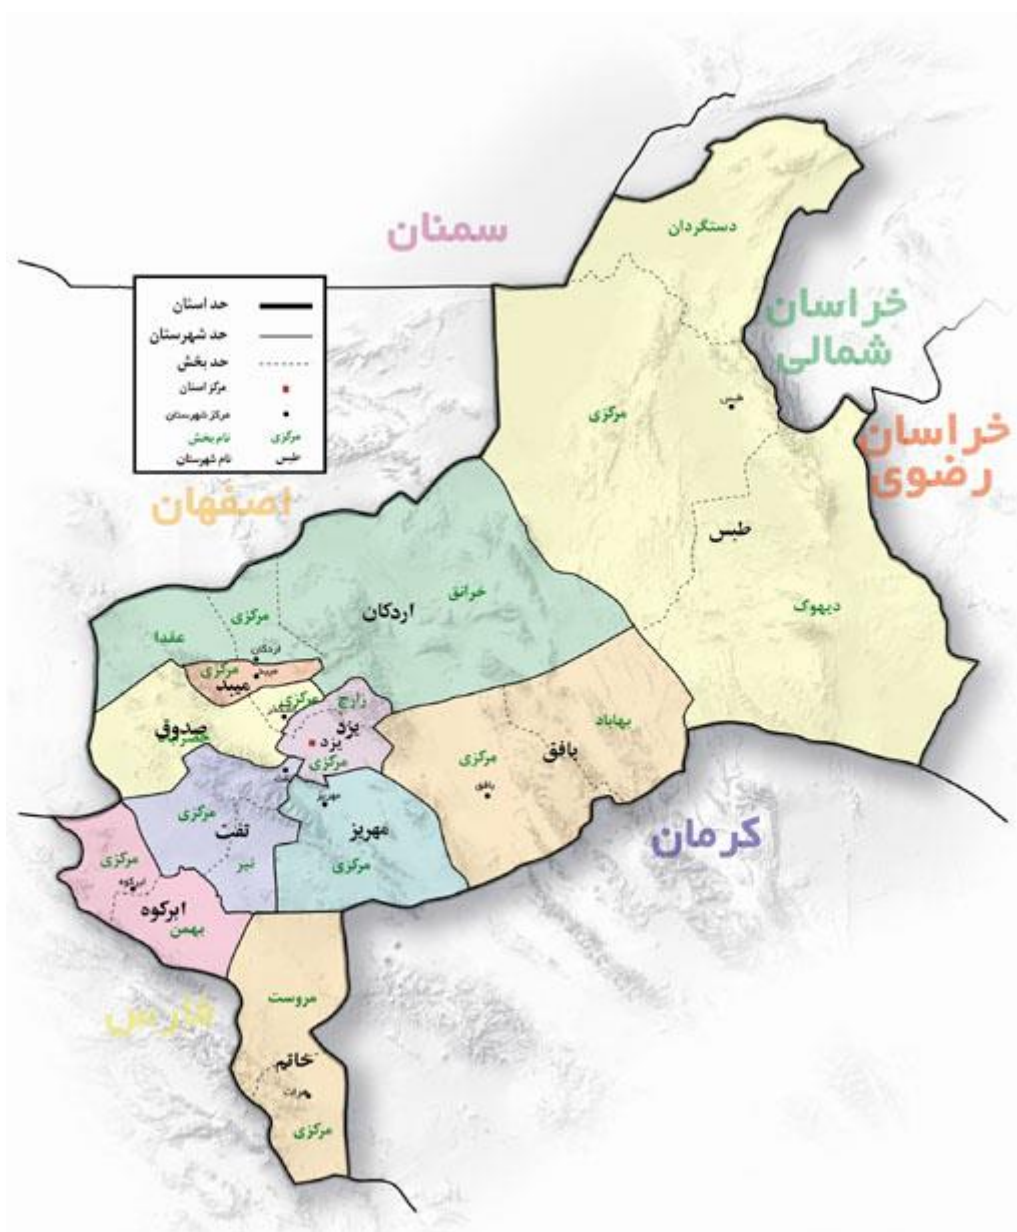 دستگردان
سمنان
خراسان
شمالی
حد استان
حد شهرستان
حد بخش
مرکز استان
مرکز شهرستان
مرکزی نام بخش
طبس نام شهرستان
طبس
مرکزی
خراسان
رضوی
اصفهان
طبس
دیهوک
خرانق
اردکان
مرکزی
عقدا
اردکان
میبد
مرکزی
میبد
مرکزی
زارچ
صدوق
یزد
یزد
مرکزی
بهاباد
بافق
مرکزی
بافق
مهریز
مرکزی
تفت
نیر
مهریز
مرکزی
کرمان
مرکزی
ابرکوه
ابرکوه
بهمن
مروست
فارس
خاتم
هرات
مرکزی